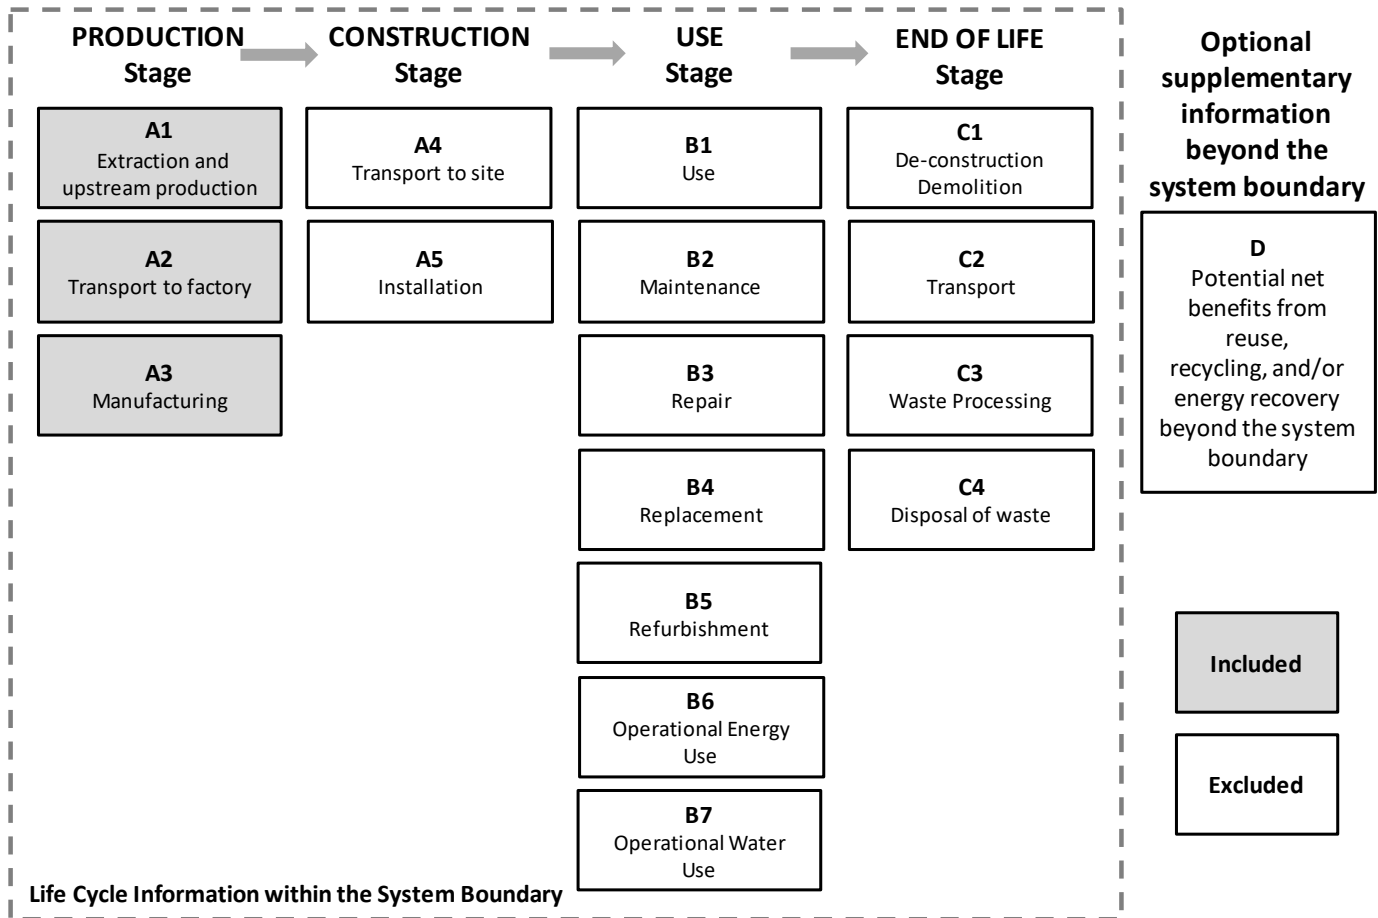 PRODUCTION
Stage
CONSTRUCTION
Stage
USE
Stage
END OF LIFE
Stage
A1
Extraction and
upstream production
A2
Transport to factory
A3
Manufacturing
A4
Transport to site
A5
Installation
B1
Use
B2
Maintenance
B3
Repair
B4
Replacement
B5
Refurbishment
B6
Operational Energy
Use
B7
Operational Water
Use
C1
De-construction
Demolition
C2
Transport
C3
Waste Processing
C4
Disposal of waste
Life Cycle Information within the System Boundary
Optional
supplementary
information
beyond the
system boundary
D
Potential net
benefits from
reuse,
recycling, and/or
energy recovery
beyond the system
boundary
Included
Excluded